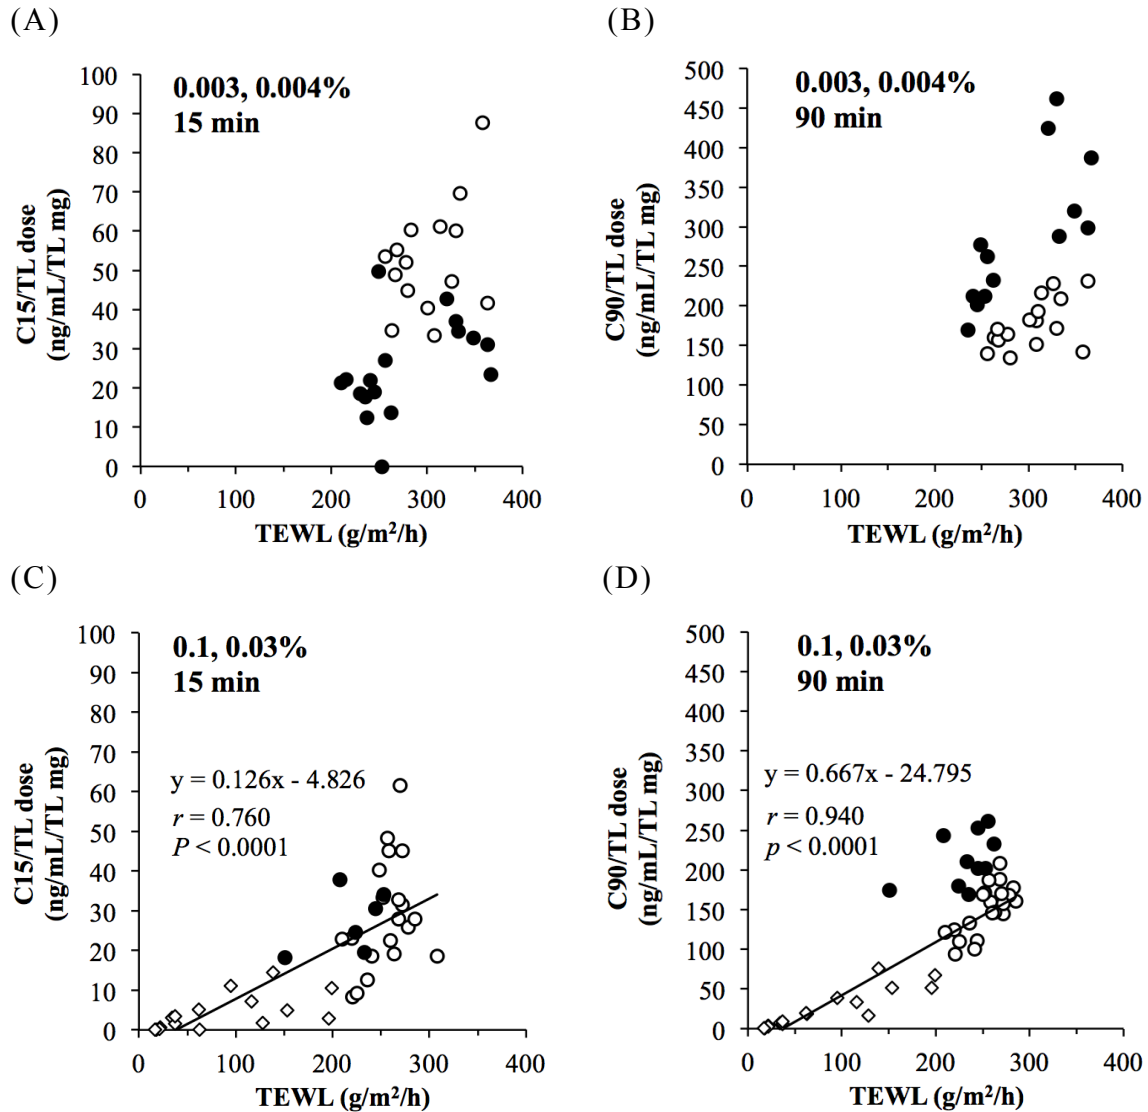 (A)
100
90
80
70
60
50
40
30
20
10
0
C15/TL dose
(ng/mL/TL mg)
0.003, 0.004%
15 min
0
100
200
300
400
TEWL (g/m²/h)
(B)
500
450
400
350
300
250
200
150
100
50
0
C90/TL dose
(ng/mL/TL mg)
0.003, 0.004%
90 min
0
100
200
300
400
TEWL (g/m²/h)
(C)
100
90
80
70
60
50
40
30
20
10
0
C15/TL dose
(ng/mL/TL mg)
0.1, 0.03%
15 min
y = 0.126x - 4.826
r = 0.760
P < 0.0001
0
100
200
300
400
TEWL (g/m²/h)
(D)
500
450
400
350
300
250
200
150
100
50
0
C90/TL dose
(ng/mL/TL mg)
0.1, 0.03%
90 min
y = 0.667x - 24.795
r = 0.940
p < 0.0001
0
100
200
300
400
TEWL (g/m²/h)